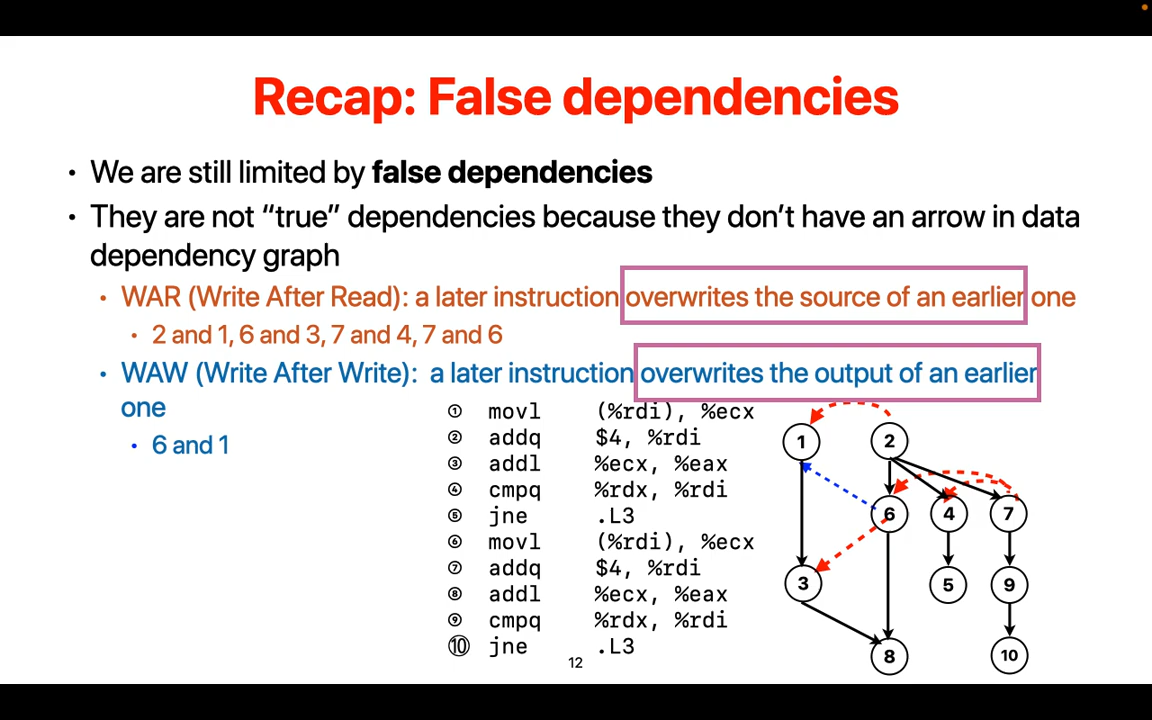 Recap: False dependencies
• We are still limited by false dependencies
• They are not “true” dependencies because they don’t have an arrow in data
dependency graph
• WAR (Write After Read): a later instruction overwrites the source of an earlier one
• 2 and 1, 6 and 3, 7 and 4, 7 and 6
• WAW (Write After Write): a later instruction overwrites the output of an earlier
one
• 6 and 1
① movl (%rdi), %ecx
② addq $4, %rdi
③ addl %ecx, %eax
④ cmpq %rdx, %rdi
⑤ jne .L3
⑥ movl (%rdi), %ecx
⑦ addq $4, %rdi
⑧ addl %ecx, %eax
⑨ cmpq %rdx, %rdi
⑩ jne .L3
1 2
6 4 7
3 5 9
8 10
12